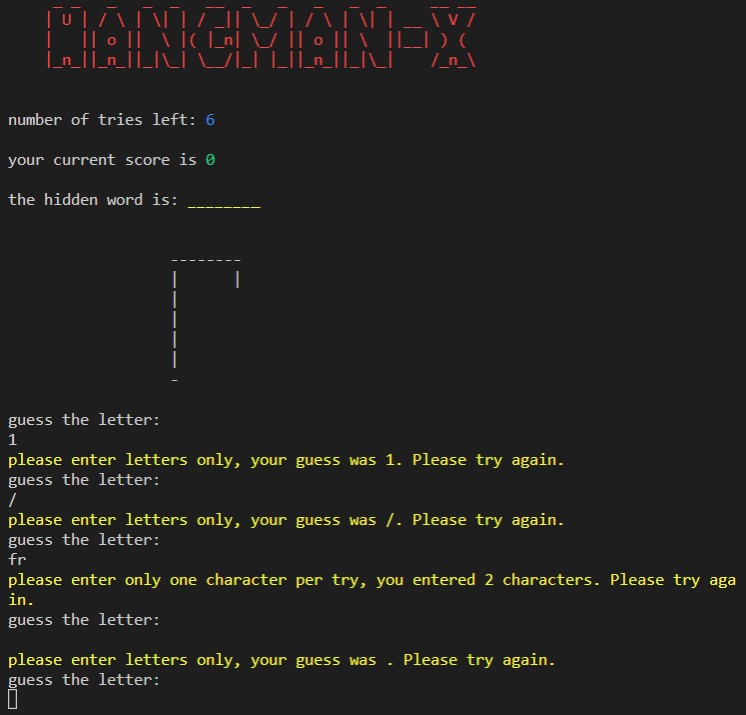 HANGMAN-X
number of tries left: 6
your current score is 0
the hidden word is: ________
guess the letter:
1
please enter letters only, your guess was 1. Please try again.
guess the letter:
/
please enter letters only, your guess was /. Please try again.
guess the letter:
fr
please enter only one character per try, you entered 2 characters. Please try aga
in.
guess the letter:
please enter letters only, your guess was . Please try again.
guess the letter: